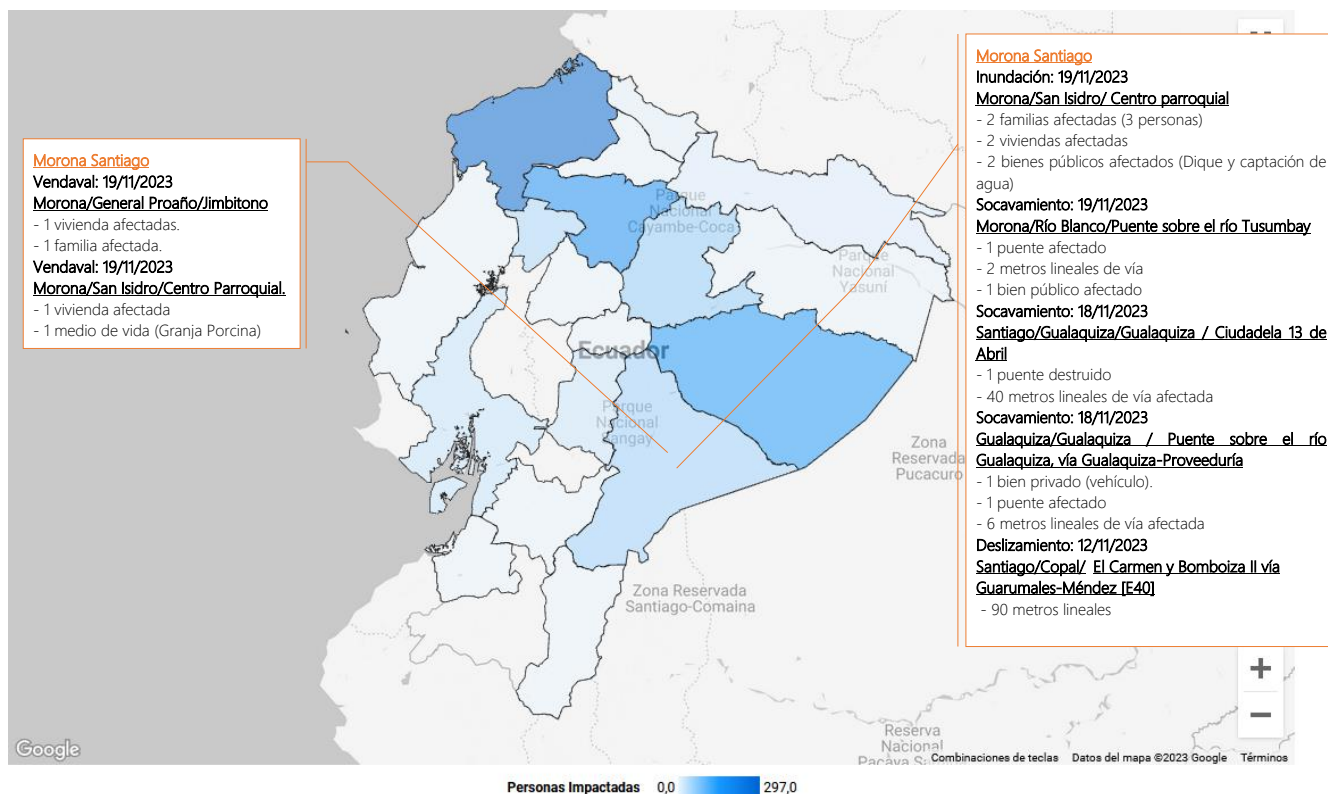 Morona Santiago
Vendaval: 19/11/2023
Morona/General Proaño/Jimbitono
- 1 vivienda afectadas.
- 1 familia afectada.
Vendaval: 19/11/2023
Morona/San Isidro/Centro Parroquial.
- 1 vivienda afectada
- 1 medio de vida (Granja Porcina)
Parque
Nacional
Cayambe-Coca
Parque
Nacional
Yasuní
Ecuador
Parque
Nacional
Sangay
Zona
Reservada
Pucacuro
Zona Reservada
Santiago-Comaina
Reserva
Nacional
Pacaya
Morona Santiago
Inundación: 19/11/2023
Morona/San Isidro/ Centro parroquial
- 2 familias afectadas (3 personas)
- 2 viviendas afectadas
- 2 bienes públicos afectados (Dique y captación de
agua)
Socavamiento: 19/11/2023
Morona/Río Blanco/Puente sobre el río Tusumbay
- 1 puente afectado
- 2 metros lineales de vía
- 1 bien público afectado
Socavamiento: 18/11/2023
Santiago/Gualaquiza/Gualaquiza / Ciudadela 13 de
Abril
- 1 puente destruido
- 40 metros lineales de vía afectada
Socavamiento: 18/11/2023
Gualaquiza/Gualaquiza / Puente sobre el río
Gualaquiza, vía Gualaquiza-Proveeduría
- 1 bien privado (vehículo).
- 1 puente afectado
- 6 metros lineales de vía afectada
Deslizamiento: 12/11/2023
Santiago/Copal/ El Carmen y Bomboiza II vía
Guarumales-Méndez [E40]
- 90 metros lineales
+
−
Google
Combinaciones de teclas Datos del mapa ©2023 Google Términos
Personas Impactadas 0,0 297,0